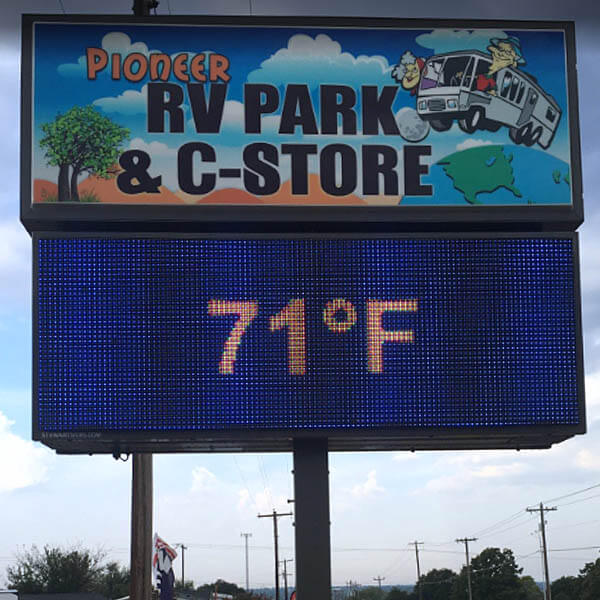 PIONEER
RV PARK
& C-STORE
71°F